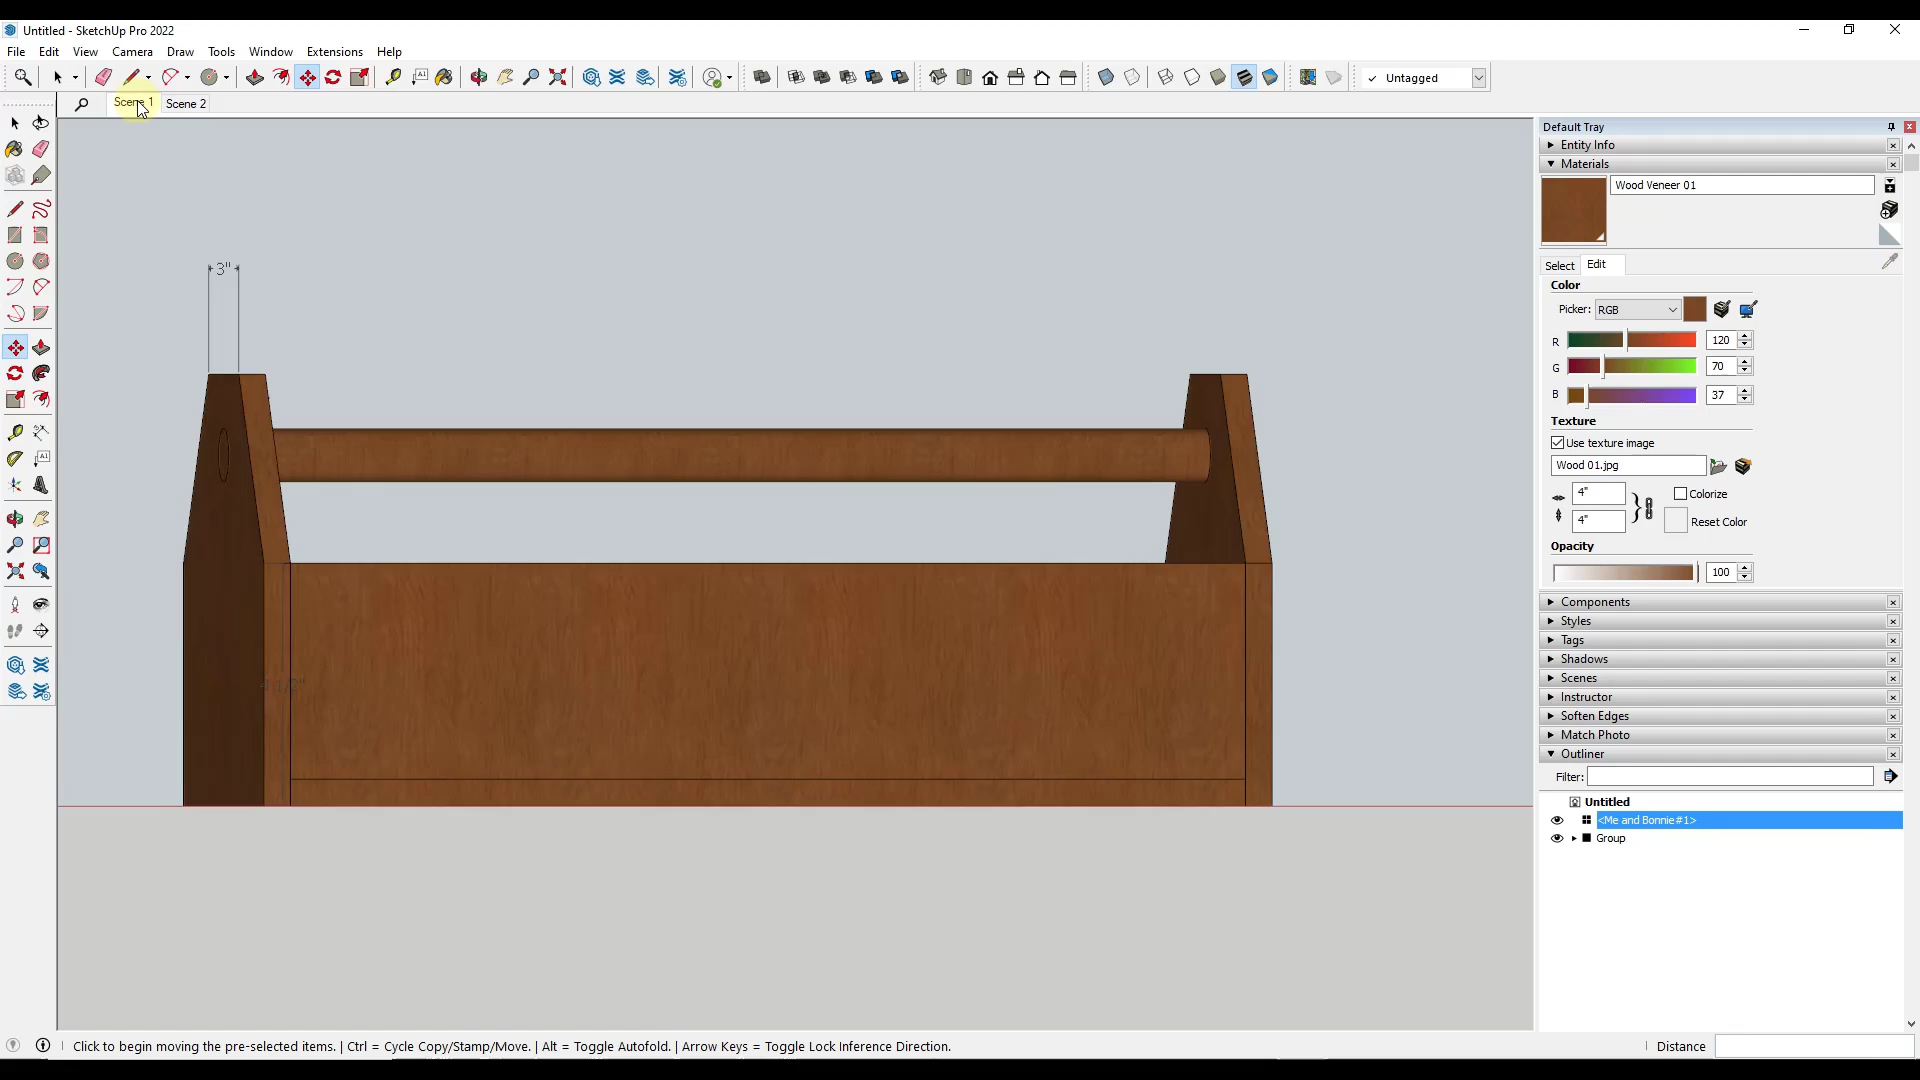 Untitled - SketchUp Pro 2022
File Edit View Camera Draw Tools Window Extensions Help
Untagged
Scene 1 Scene 2
Default Tray
Entity Info
Materials
Wood Veneer 01
Select Edit
Color
Picker: RGB
R 120
G 70
B 37
Texture
Use texture image
Wood 01.jpg
4" Colorize
4" Reset Color
Opacity
100
Components
Styles
Tags
Shadows
Scenes
Instructor
Soften Edges
Match Photo
Outliner
Filter:
Untitled
<Me and Bonnie#1>
Group
3"
Click to begin moving the pre-selected items. | Ctrl = Cycle Copy/Stamp/Move. | Alt = Toggle Autofold. | Arrow Keys = Toggle Lock Inference Direction.
Distance